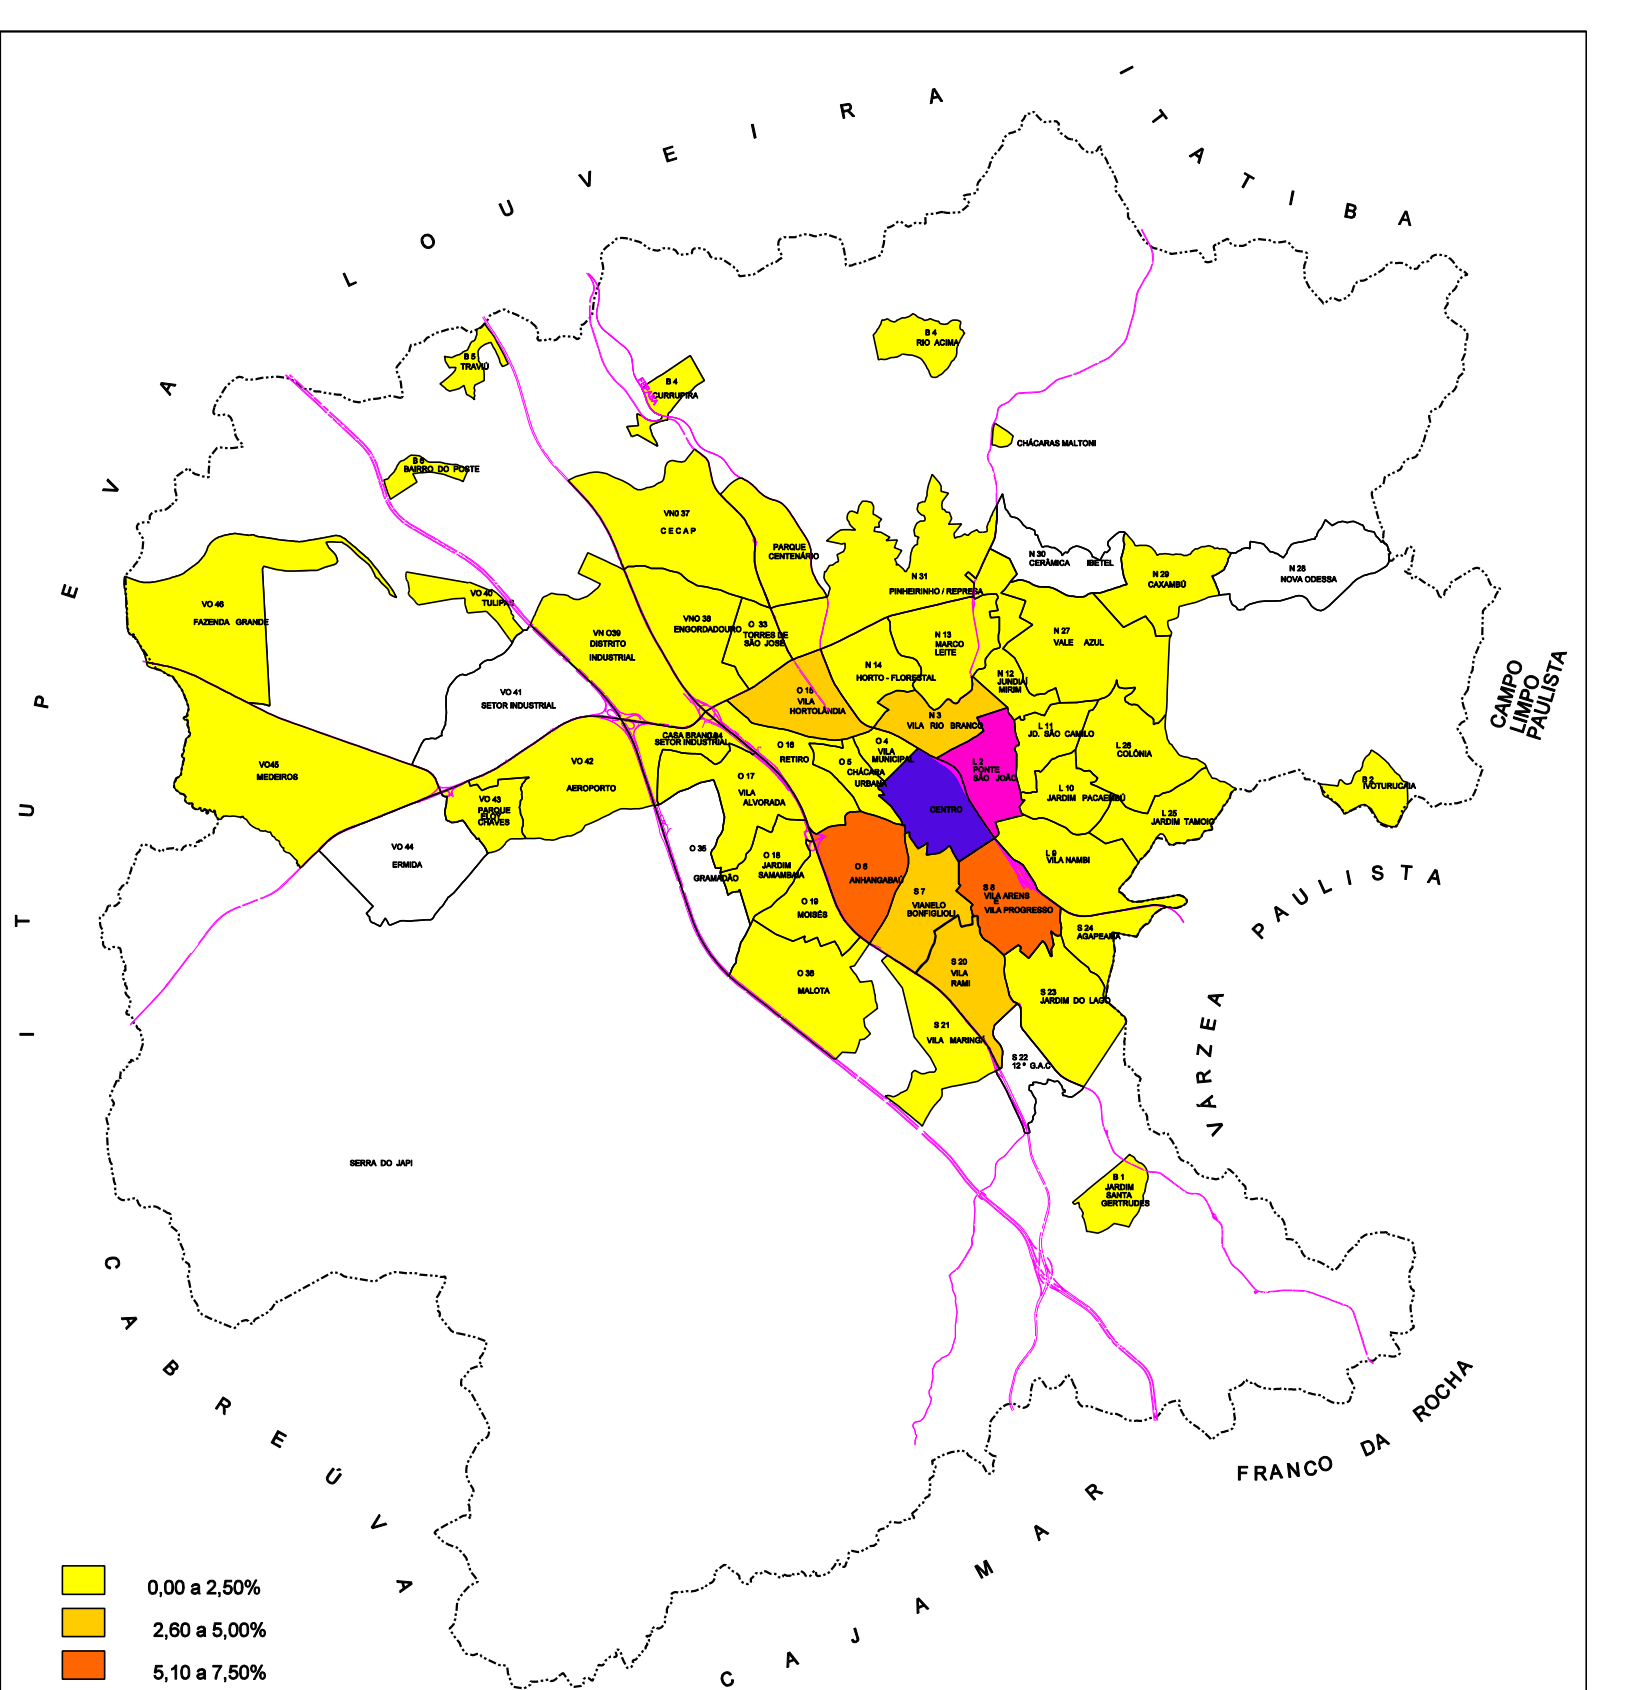 ITATIBA
LOUVEIRA
ITUPEVA
B 4
RIO ACIMA
B 5
TRAVIÚ
B 4
CURRUPIRA
CHÁCARAS MALTONI
BAIRRO DO POSTE
VN0 37
CECAP
PARQUE
CENTENÁRIO
N 30
CERÂMICA IBETEL
N 28
NOVA ODESSA
N 29
CAXAMBÚ
N 31
PINHEIRINHO / REPRESA
VO 40
TULIPAS
VO 46
FAZENDA GRANDE
VN O39
DISTRITO
INDUSTRIAL
VNO 38
ENGORDADOURO
O 33
TORRES DE
SÃO JOSÉ
N 13
MARCO
LEITE
N 27
VALE AZUL
N 14
HORTO - FLORESTAL
N 12
JUNDIAÍ
MIRIM
VO 41
SETOR INDUSTRIAL
O 15
VILA
HORTOLÂNDIA
N 3
VILA RIO BRANCO
L 11
JD. SÃO CAMILO
L 26
COLÔNIA
CASA BRANCA
SETOR INDUSTRIAL
O 16
RETIRO
O 4
VILA
MUNICIPAL
O 5
CHÁCARA
URBANA
L 2
PONTE
SÃO JOÃO
CAMPO
LIMPO
PAULISTA
VO45
MEDEIROS
VO 42
AEROPORTO
O 17
VILA
ALVORADA
L 10
JARDIM PACAEMBÚ
B 2
IVOTURUCAIA
VO 43
PARQUE
ELOY
CHAVES
CENTRO
L 25
JARDIM TAMOIO
VO 44
ERMIDA
O 35
GRAMADÃO
O 18
JARDIM
SAMAMBAIA
O 6
ANHANGABAÚ
L 9
VILA NAMBI
S 7
VIANELO
BONFIGLIOLI
VILA ARENS
E
VILA PROGRESSO
O 19
MOISÉS
S 24
AGAPEAMA
VÁRZEA PAULISTA
O 36
MALOTA
S 20
VILA
RAMI
S 23
JARDIM DO LAGO
S 21
VILA MARINGÁ
S 22
12º G.A.C
SERRA DO JAPI
B 1
JARDIM
SANTA
GERTRUDES
CABREÚVA
CAJAMAR
FRANCO DA ROCHA
0,00 a 2,50%
2,60 a 5,00%
5,10 a 7,50%